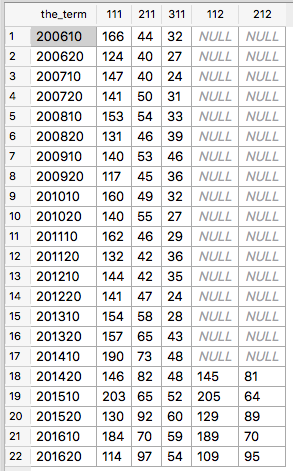 the_term 111 211 311 112 212
1 200610 166 44 32 NULL NULL
2 200620 124 40 27 NULL NULL
3 200710 147 40 24 NULL NULL
4 200720 141 50 31 NULL NULL
5 200810 153 54 33 NULL NULL
6 200820 131 46 39 NULL NULL
7 200910 140 53 46 NULL NULL
8 200920 117 45 36 NULL NULL
9 201010 160 49 32 NULL NULL
10 201020 140 55 27 NULL NULL
11 201110 162 46 29 NULL NULL
12 201120 132 42 36 NULL NULL
13 201210 144 42 35 NULL NULL
14 201220 141 47 24 NULL NULL
15 201310 154 58 28 NULL NULL
16 201320 157 65 43 NULL NULL
17 201410 190 73 48 NULL NULL
18 201420 146 82 48 145 81
19 201510 203 65 52 205 64
20 201520 130 92 60 129 89
21 201610 184 70 59 189 70
22 201620 114 97 54 109 95